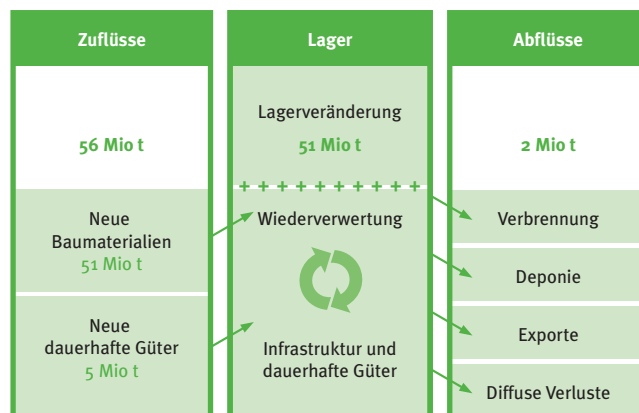 Zuflüsse
56 Mio t
Neue
Baumaterialien
51 Mio t
Neue
dauerhafte Güter
5 Mio t
Lager
Lagerveränderung
51 Mio t
Wiederverwertung
Infrastruktur und
dauerhafte Güter
Abflüsse
2 Mio t
Verbrennung
Deponie
Exporte
Diffuse Verluste